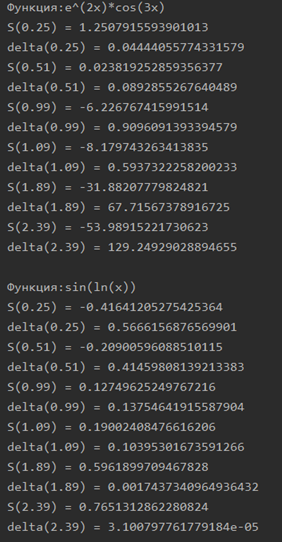 Функция:e^(2x)*cos(3x)
S(0.25) = 1.2507915593901013
delta(0.25) = 0.04444055774331579
S(0.51) = 0.023819252859356377
delta(0.51) = 0.0892855267640489
S(0.99) = -6.226767415991514
delta(0.99) = 0.9096091393394579
S(1.09) = -8.179743263413835
delta(1.09) = 0.5937322258200233
S(1.89) = -31.88207779824821
delta(1.89) = 67.71567378916725
S(2.39) = -53.98915221730623
delta(2.39) = 129.24929028894655

Функция:sin(ln(x))
S(0.25) = -0.41641205275425364
delta(0.25) = 0.5666156876569901
S(0.51) = -0.20900596088510115
delta(0.51) = 0.41459808139213383
S(0.99) = 0.12749625249767216
delta(0.99) = 0.13754641915587904
S(1.09) = 0.19002408476616206
delta(1.09) = 0.10395301673591266
S(1.89) = 0.5961899709467828
delta(1.89) = 0.0017437340964936432
S(2.39) = 0.7651312862280824
delta(2.39) = 3.100797761779184e-05